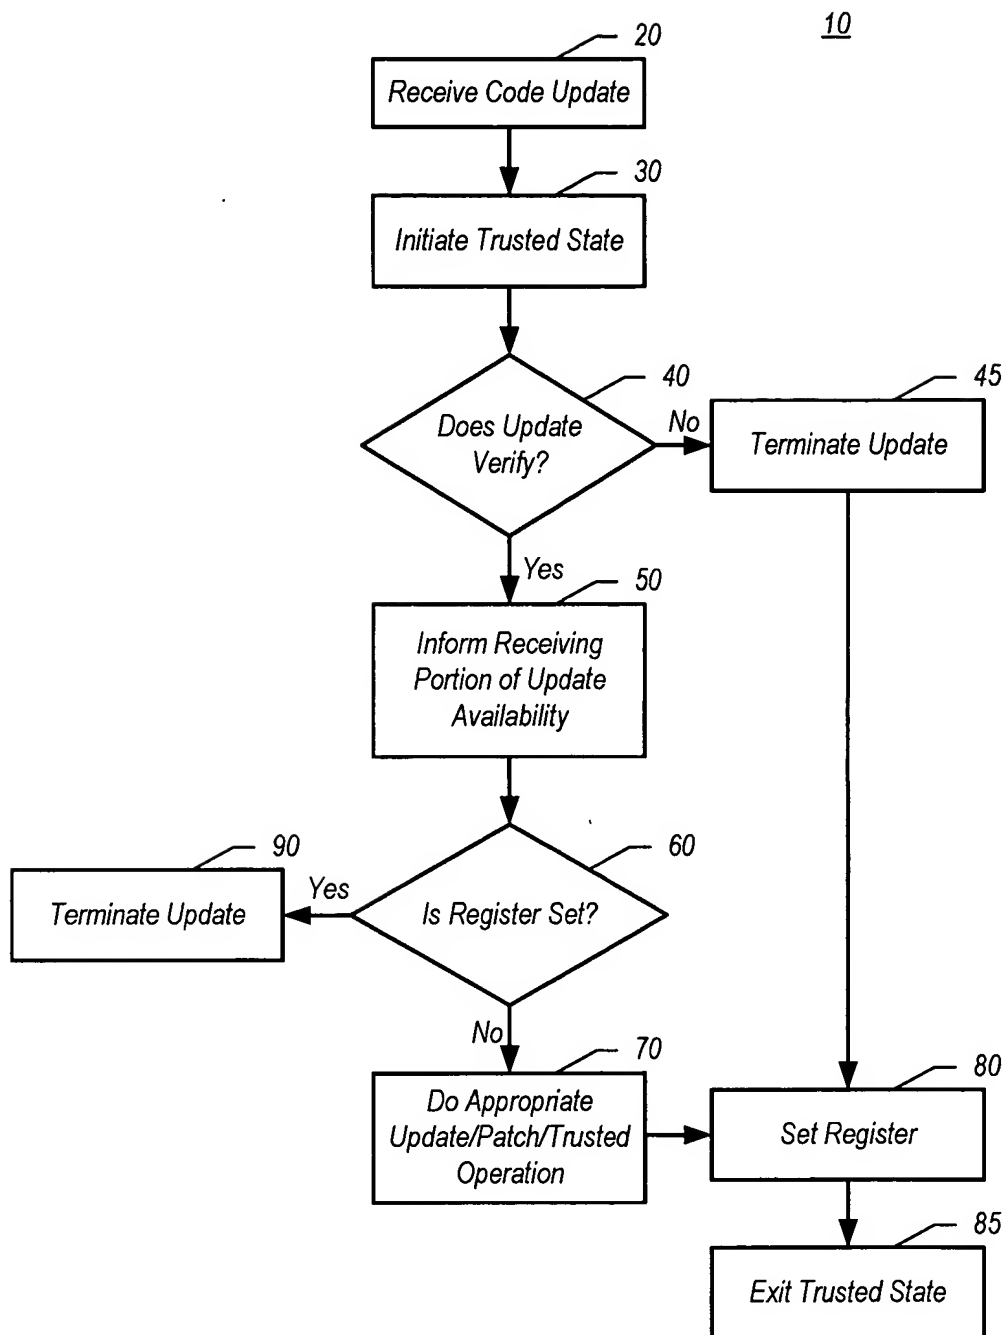 10
20
Receive Code Update
30
Initiate Trusted State
40
Does Update
Verify?
No
45
Terminate Update
Yes
50
Inform Receiving
Portion of Update
Availability
60
Is Register Set?
Yes
90
Terminate Update
No
70
Do Appropriate
Update/Patch/Trusted
Operation
80
Set Register
85
Exit Trusted State